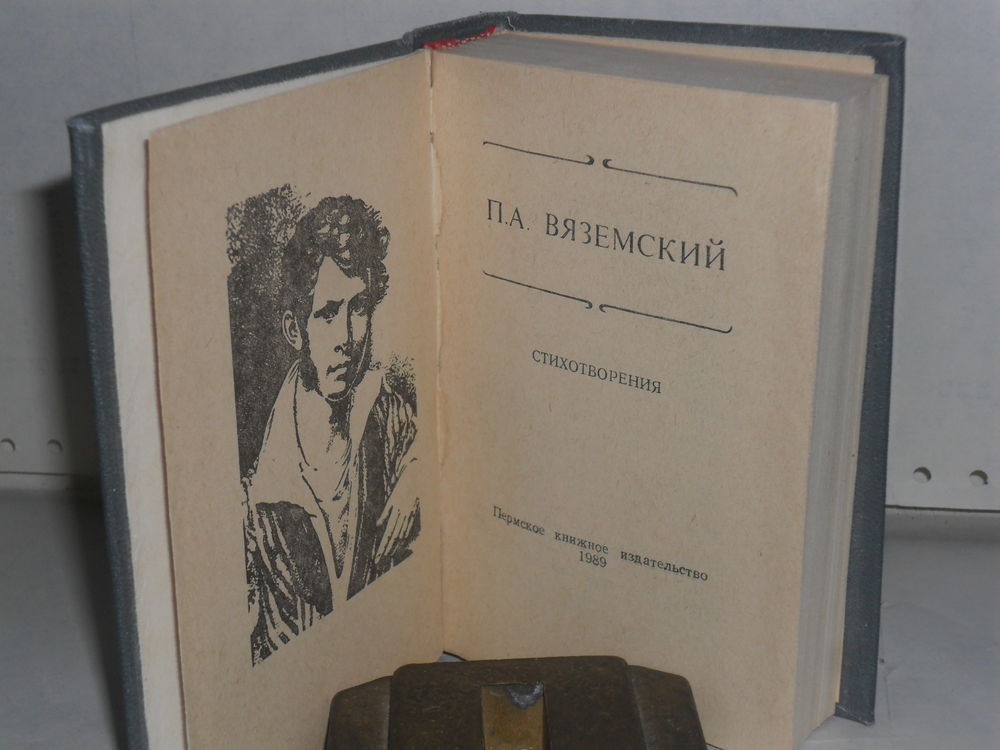 П.А. ВЯЗЕМСКИЙ
СТИХОТВОРЕНИЯ
Пермское книжное издательство
1989